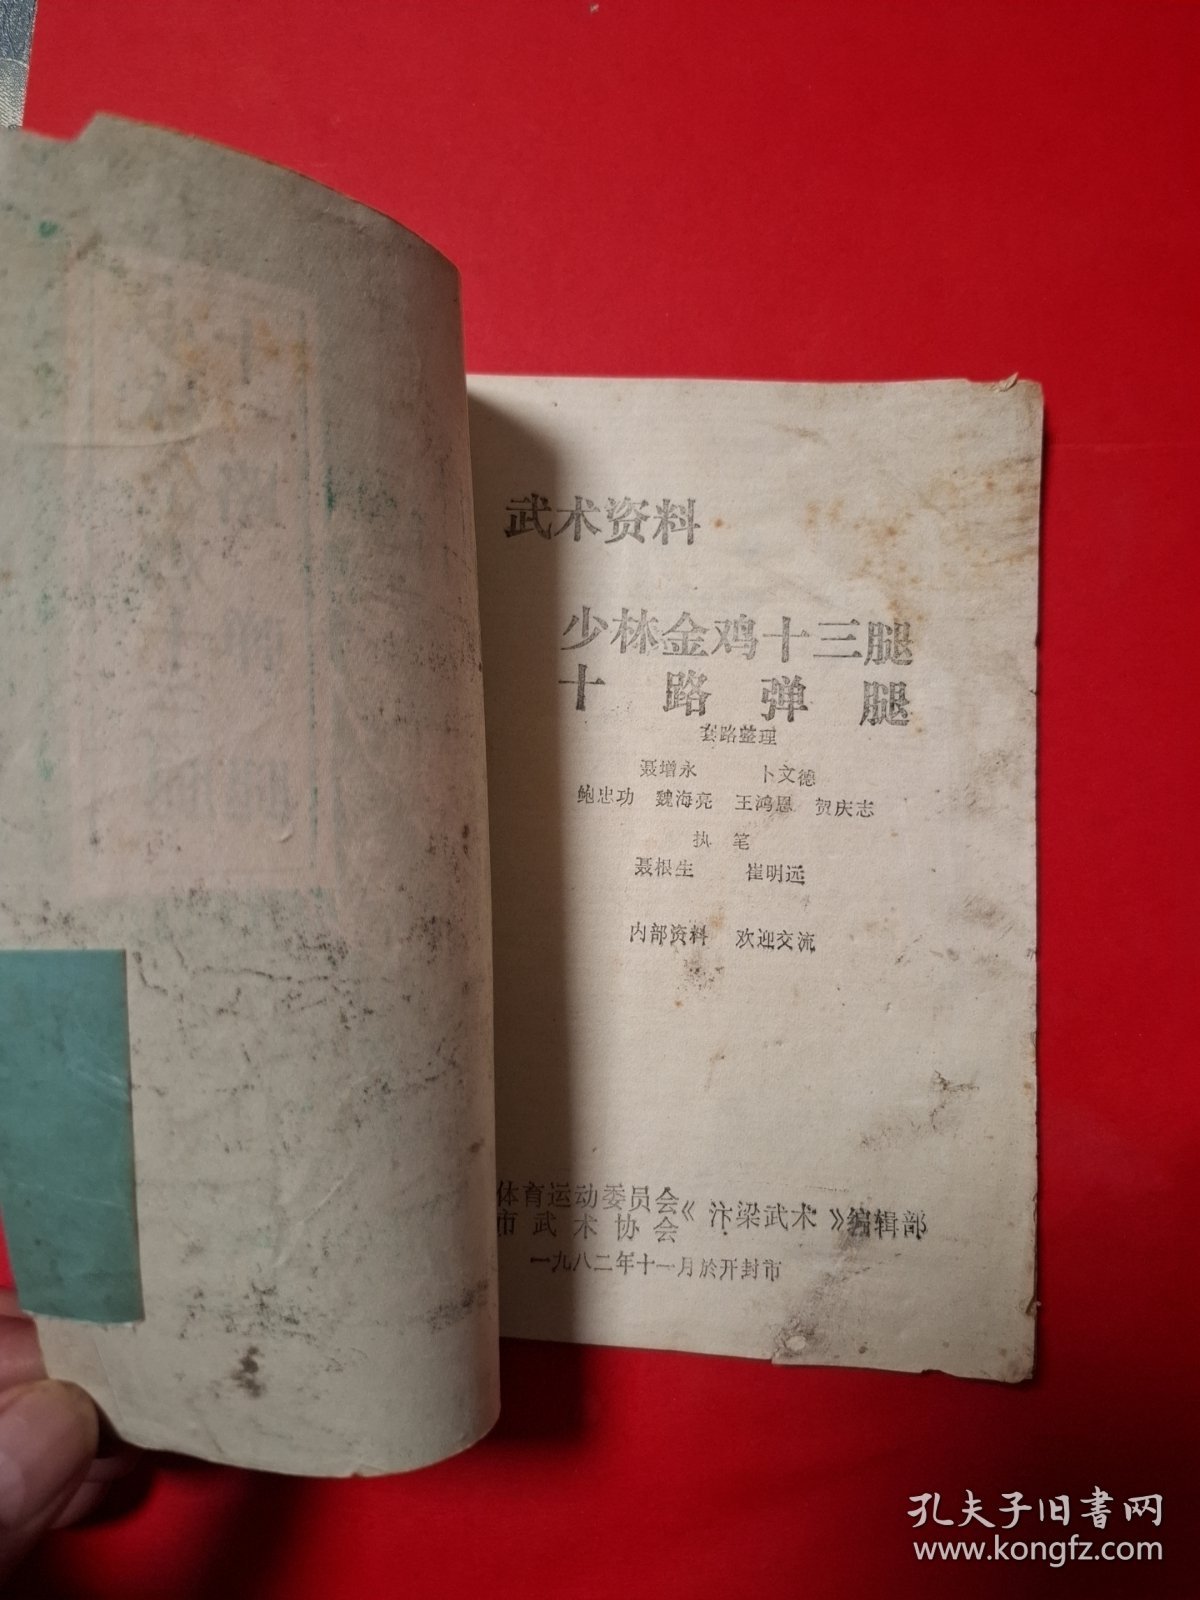 武术资料
少林金鸡十三腿
十路弹腿
套路整理
聂增永 卜文德
鲍忠功 魏海亮 王鸿恩 贺庆志
执笔
聂根生 崔明远
内部资料 欢迎交流
体育运动委员会
市武术协会
《汴梁武术》编辑部
一九八二年十一月於开封市
孔夫子旧书网
www.kongfz.com